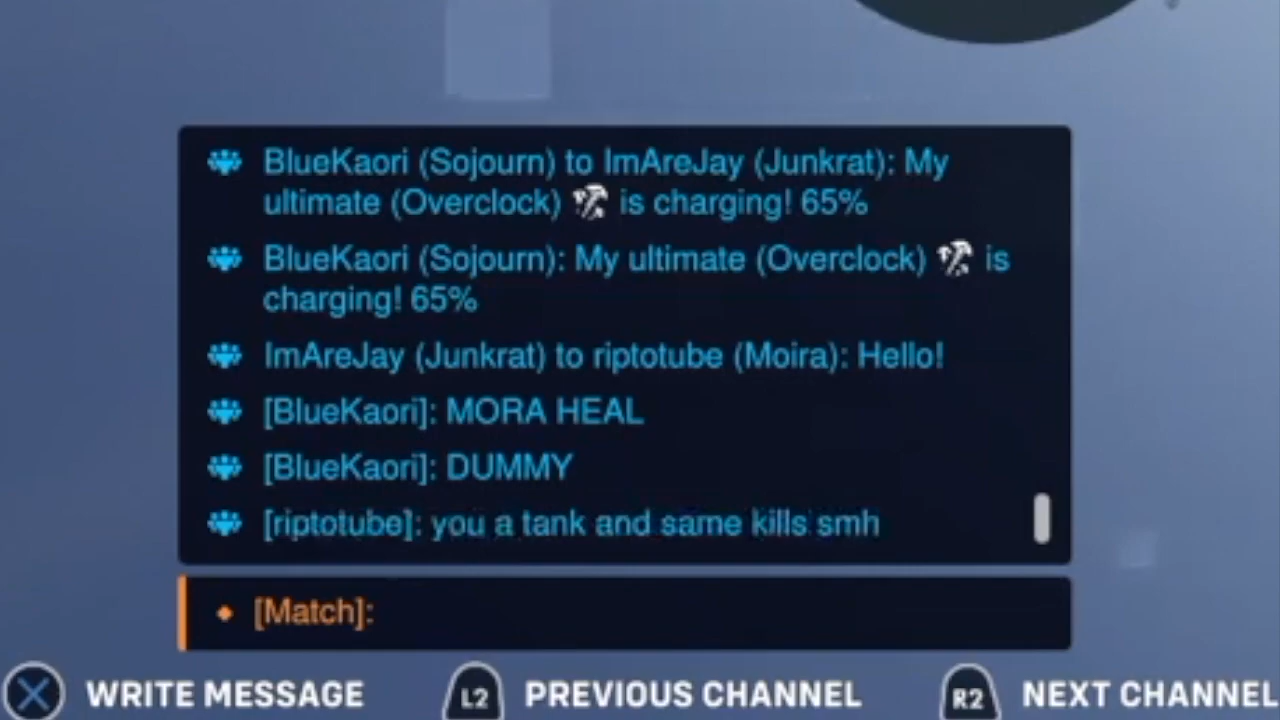 BlueKaori (Sojourn) to ImAreJay (Junkrat): My
ultimate (Overclock) is charging! 65%
BlueKaori (Sojourn): My ultimate (Overclock) is
charging! 65%
ImAreJay (Junkrat) to riptotube (Moira): Hello!
[BlueKaori]: MORA HEAL
[BlueKaori]: DUMMY
[riptotube]: you a tank and same kills smh
[Match]:
WRITE MESSAGE L2 PREVIOUS CHANNEL R2 NEXT CHANNEL